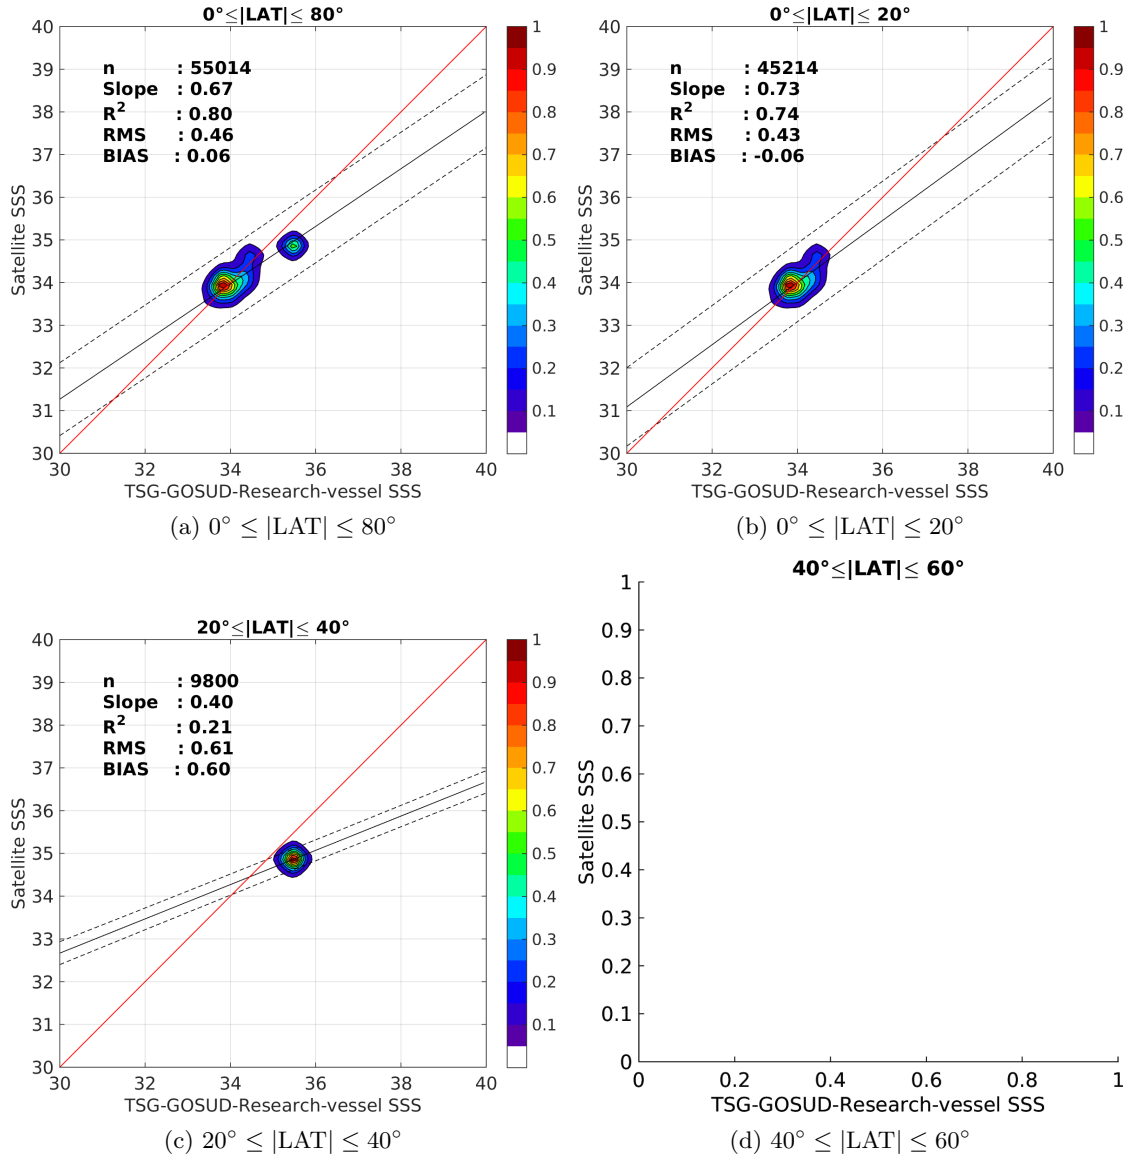 0°≤|LAT|≤ 80°
40
39
38
37
36
35
34
33
32
31
30
30 32 34 36 38 40
Satellite SSS
TSG-GOSUD-Research-vessel SSS
n : 55014
Slope : 0.67
R² : 0.80
RMS : 0.46
BIAS : 0.06
1
0.9
0.8
0.7
0.6
0.5
0.4
0.3
0.2
0.1
(a) 0° ≤ |LAT| ≤ 80°
0°≤|LAT|≤ 20°
40
39
38
37
36
35
34
33
32
31
30
30 32 34 36 38 40
Satellite SSS
TSG-GOSUD-Research-vessel SSS
n : 45214
Slope : 0.73
R² : 0.74
RMS : 0.43
BIAS : -0.06
1
0.9
0.8
0.7
0.6
0.5
0.4
0.3
0.2
0.1
(b) 0° ≤ |LAT| ≤ 20°
20°≤|LAT|≤ 40°
40
39
38
37
36
35
34
33
32
31
30
30 32 34 36 38 40
Satellite SSS
TSG-GOSUD-Research-vessel SSS
n : 9800
Slope : 0.40
R² : 0.21
RMS : 0.61
BIAS : 0.60
1
0.9
0.8
0.7
0.6
0.5
0.4
0.3
0.2
0.1
(c) 20° ≤ |LAT| ≤ 40°
40°≤|LAT|≤ 60°
1
0.9
0.8
0.7
0.6
0.5
0.4
0.3
0.2
0.1
0
0 0.2 0.4 0.6 0.8 1
Satellite SSS
TSG-GOSUD-Research-vessel SSS
(d) 40° ≤ |LAT| ≤ 60°